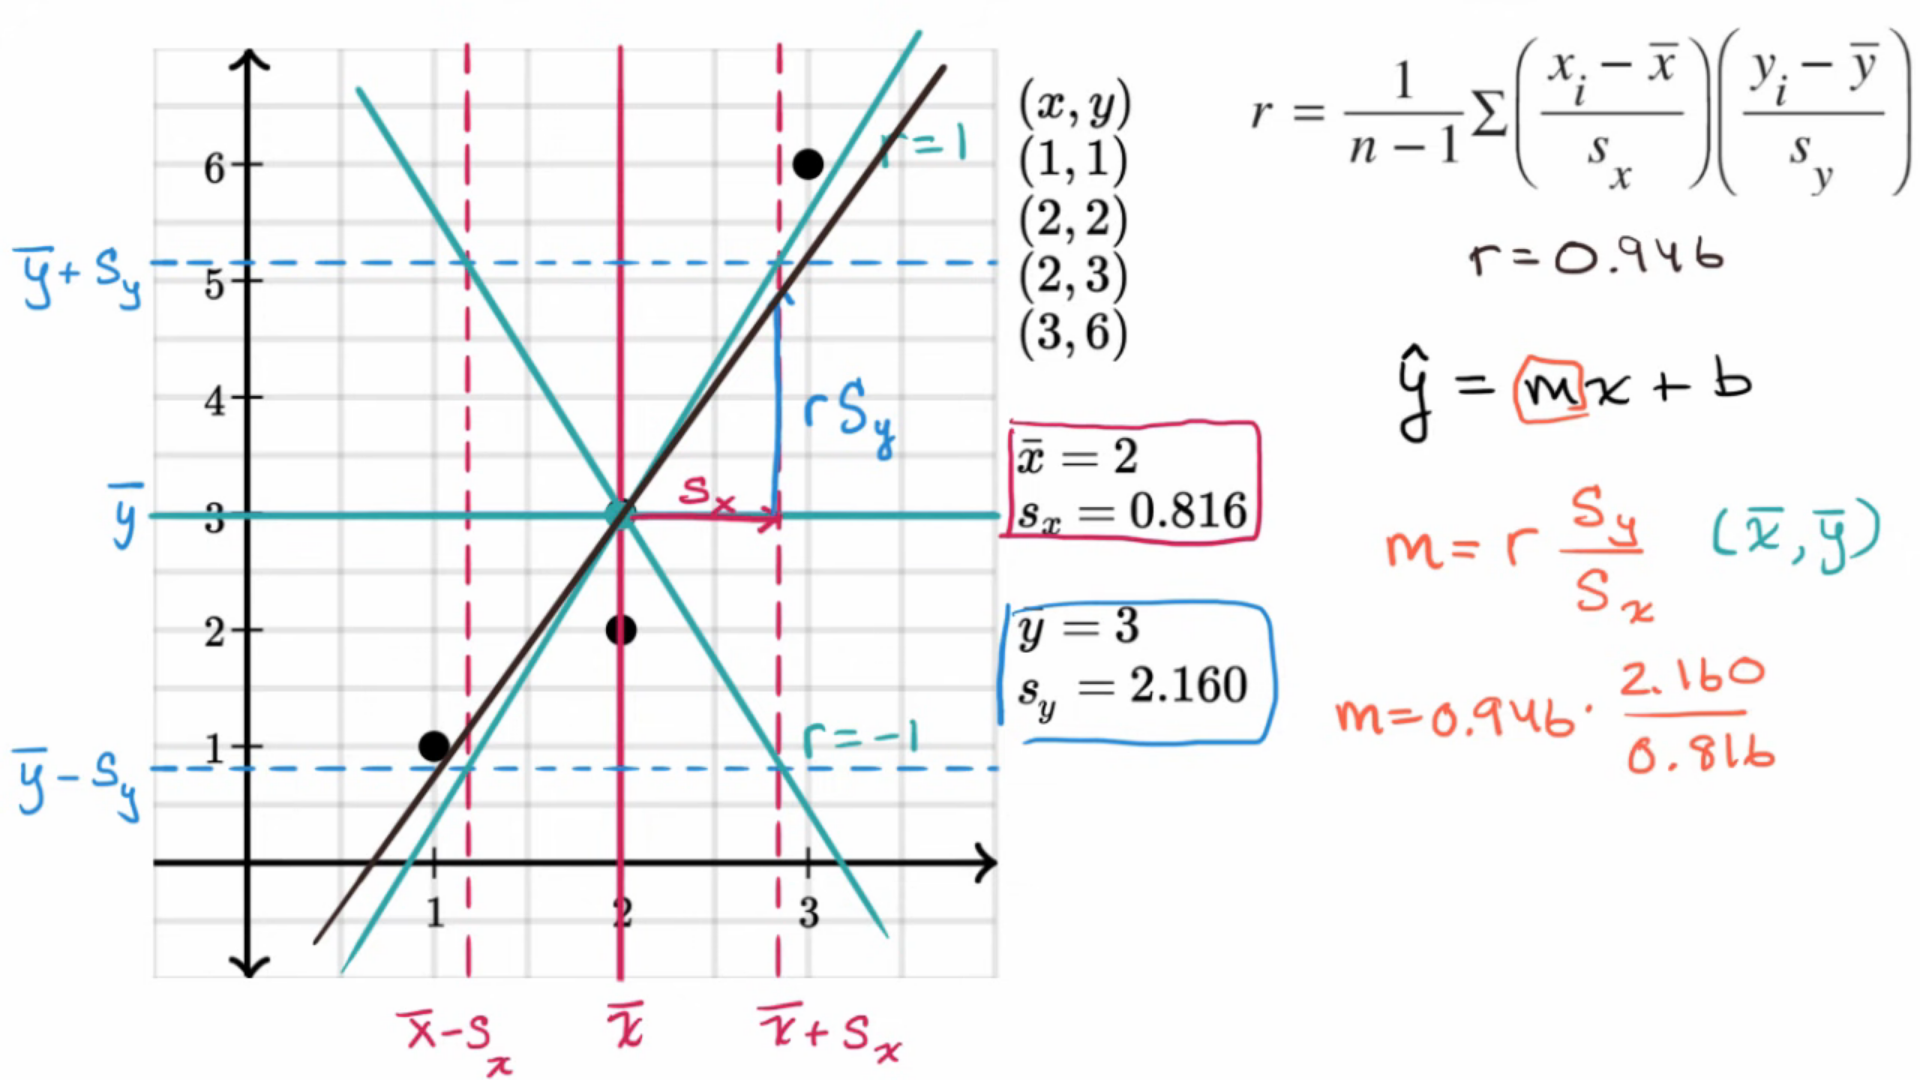 (x, y)
(1, 1)
(2, 2)
(2, 3)
(3, 6)
r = 1/(n − 1) Σ ((x_i − x̅)/s_x) ((y_i − y̅)/s_y)
r = 0.946
ŷ = mx + b
m = r S_y/S_x (x̅, y̅)
m = 0.946 · 2.160/0.816
x̄ = 2
s_x = 0.816
y̅ = 3
s_y = 2.160
r = 1
6
y̅ + S_y
5
4
r S_y
y̅
3
S_x
2
1
r = -1
y̅ - S_y
1
2
3
x̅ - S_x
x̅
x̅ + S_x